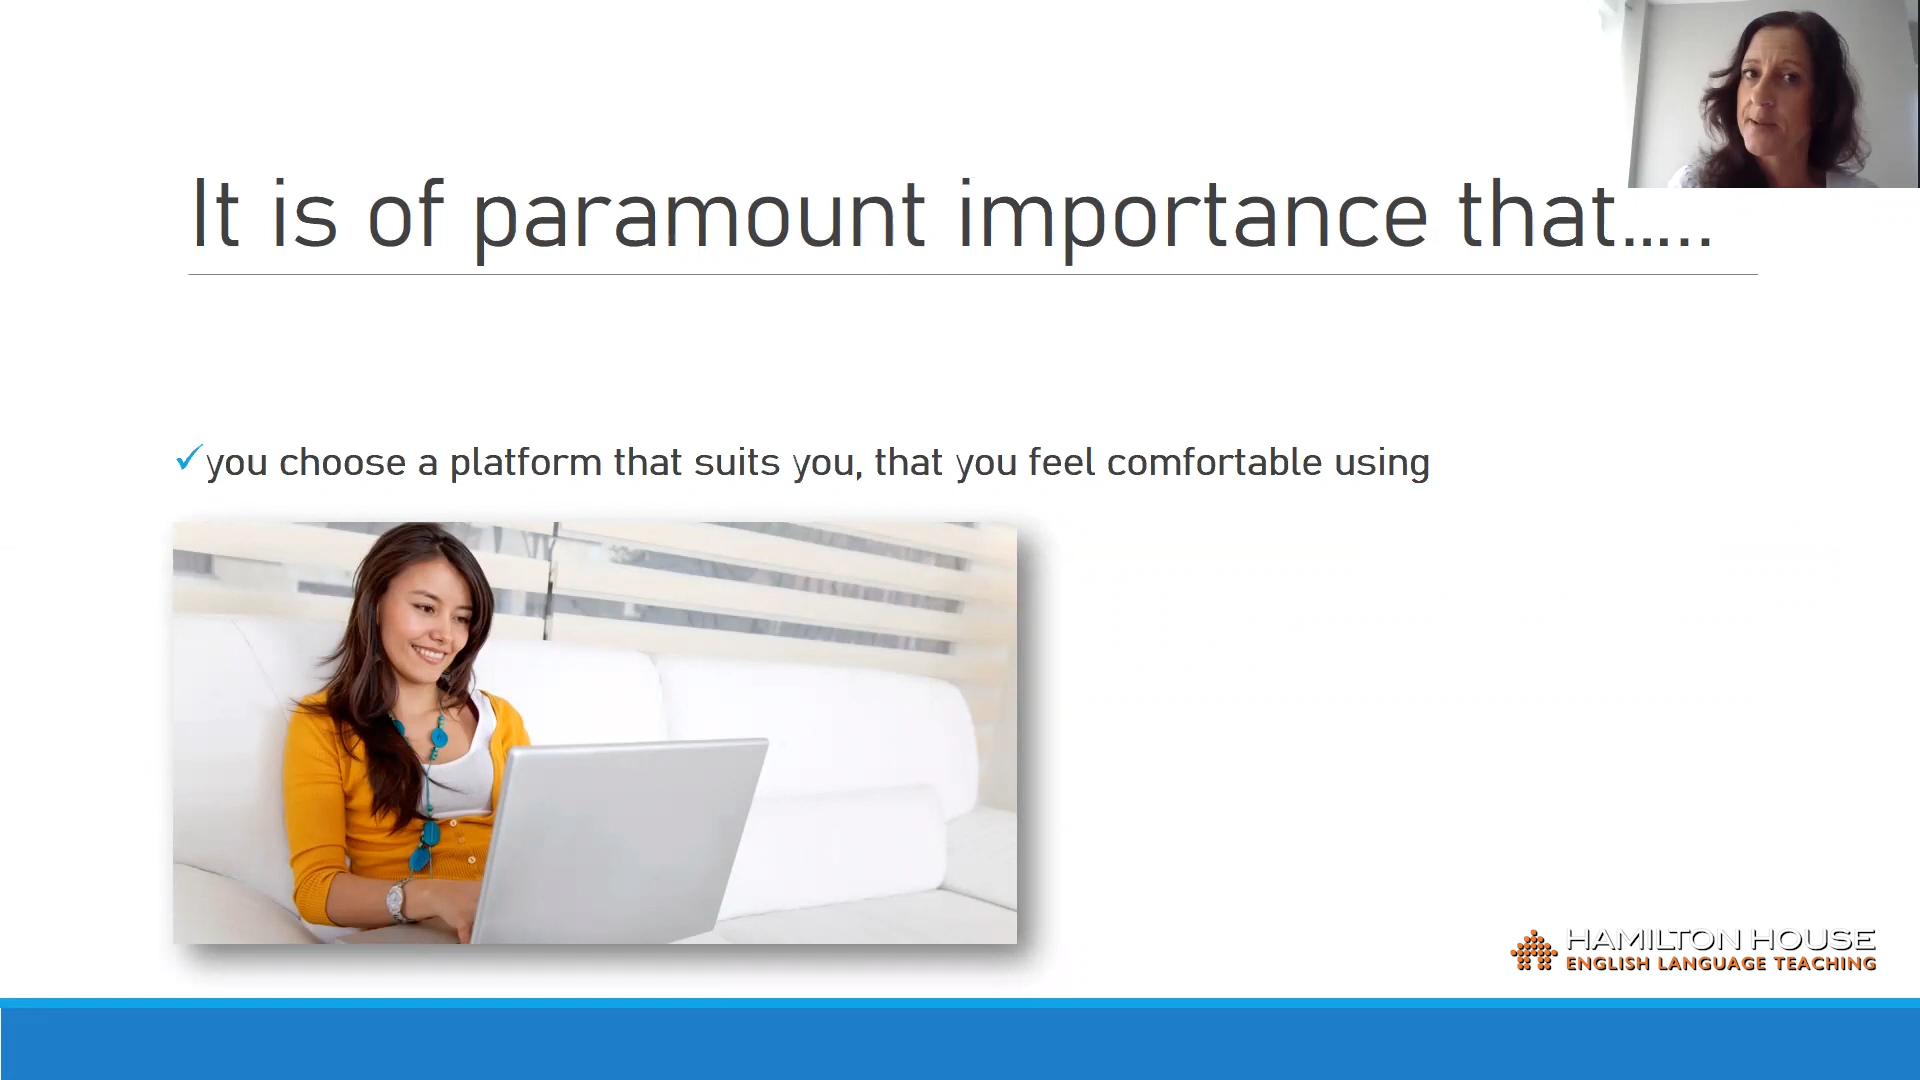 It is of paramount importance that.....
✓you choose a platform that suits you, that you feel comfortable using
HAMILTON HOUSE
ENGLISH LANGUAGE TEACHING